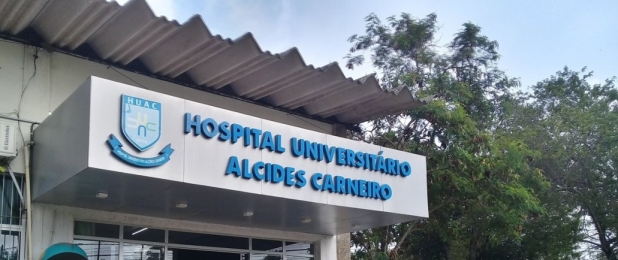 HUAC
HOSPITAL UNIVERSITÁRIO
ALCIDES CARNEIRO